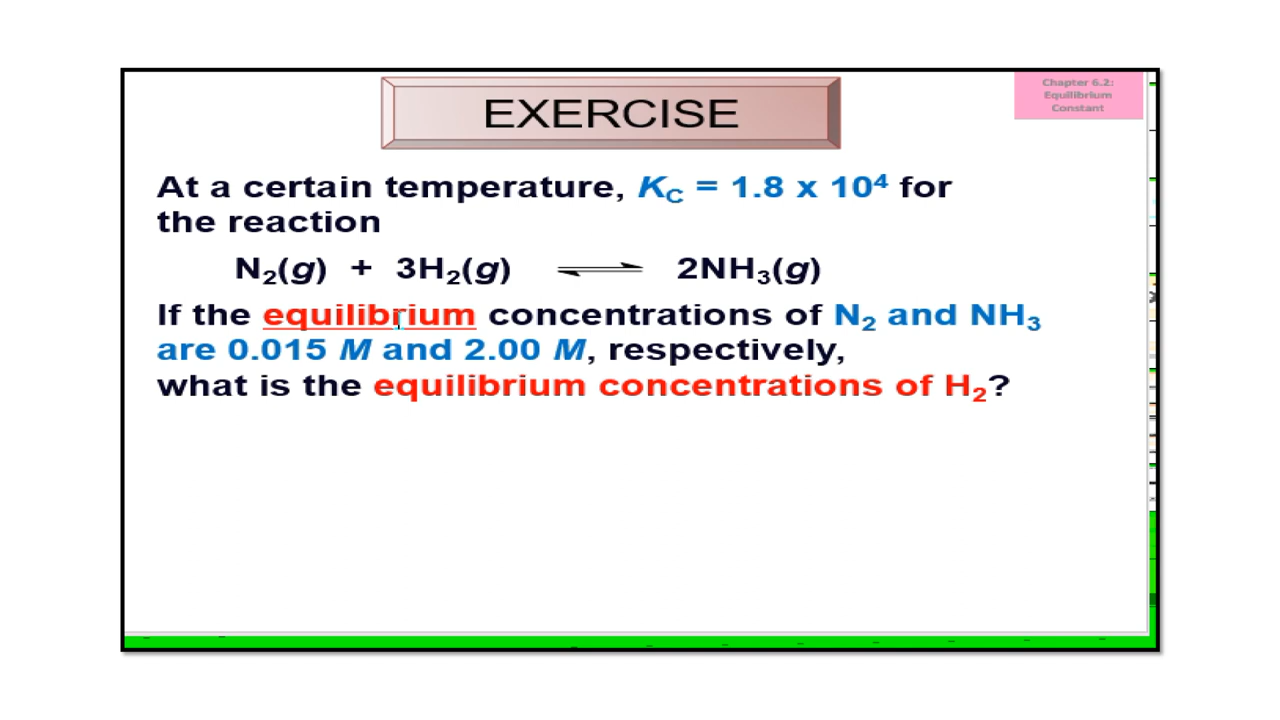 EXERCISE
Chapter 6.2:
Equilibrium
Constant
At a certain temperature, K_C = 1.8 x 10⁴ for
the reaction
N₂(g) + 3H₂(g) ⇌ 2NH₃(g)
If the equilibrium concentrations of N₂ and NH₃
are 0.015 M and 2.00 M, respectively,
what is the equilibrium concentrations of H₂?